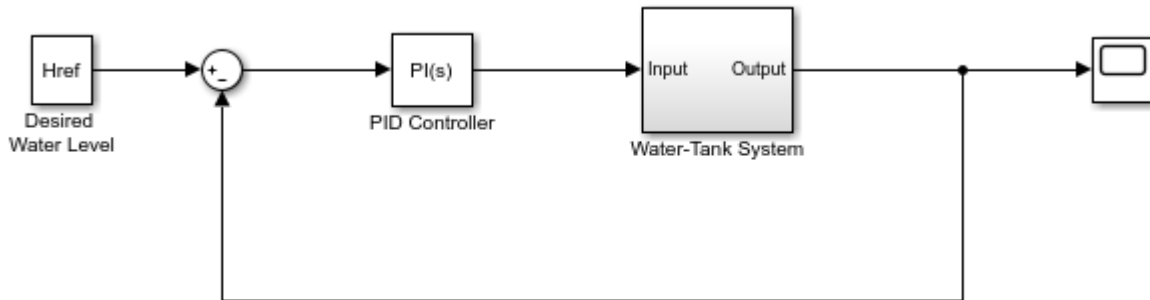 Href
Desired
Water Level
+
-
PI(s)
PID Controller
Input
Output
Water-Tank System